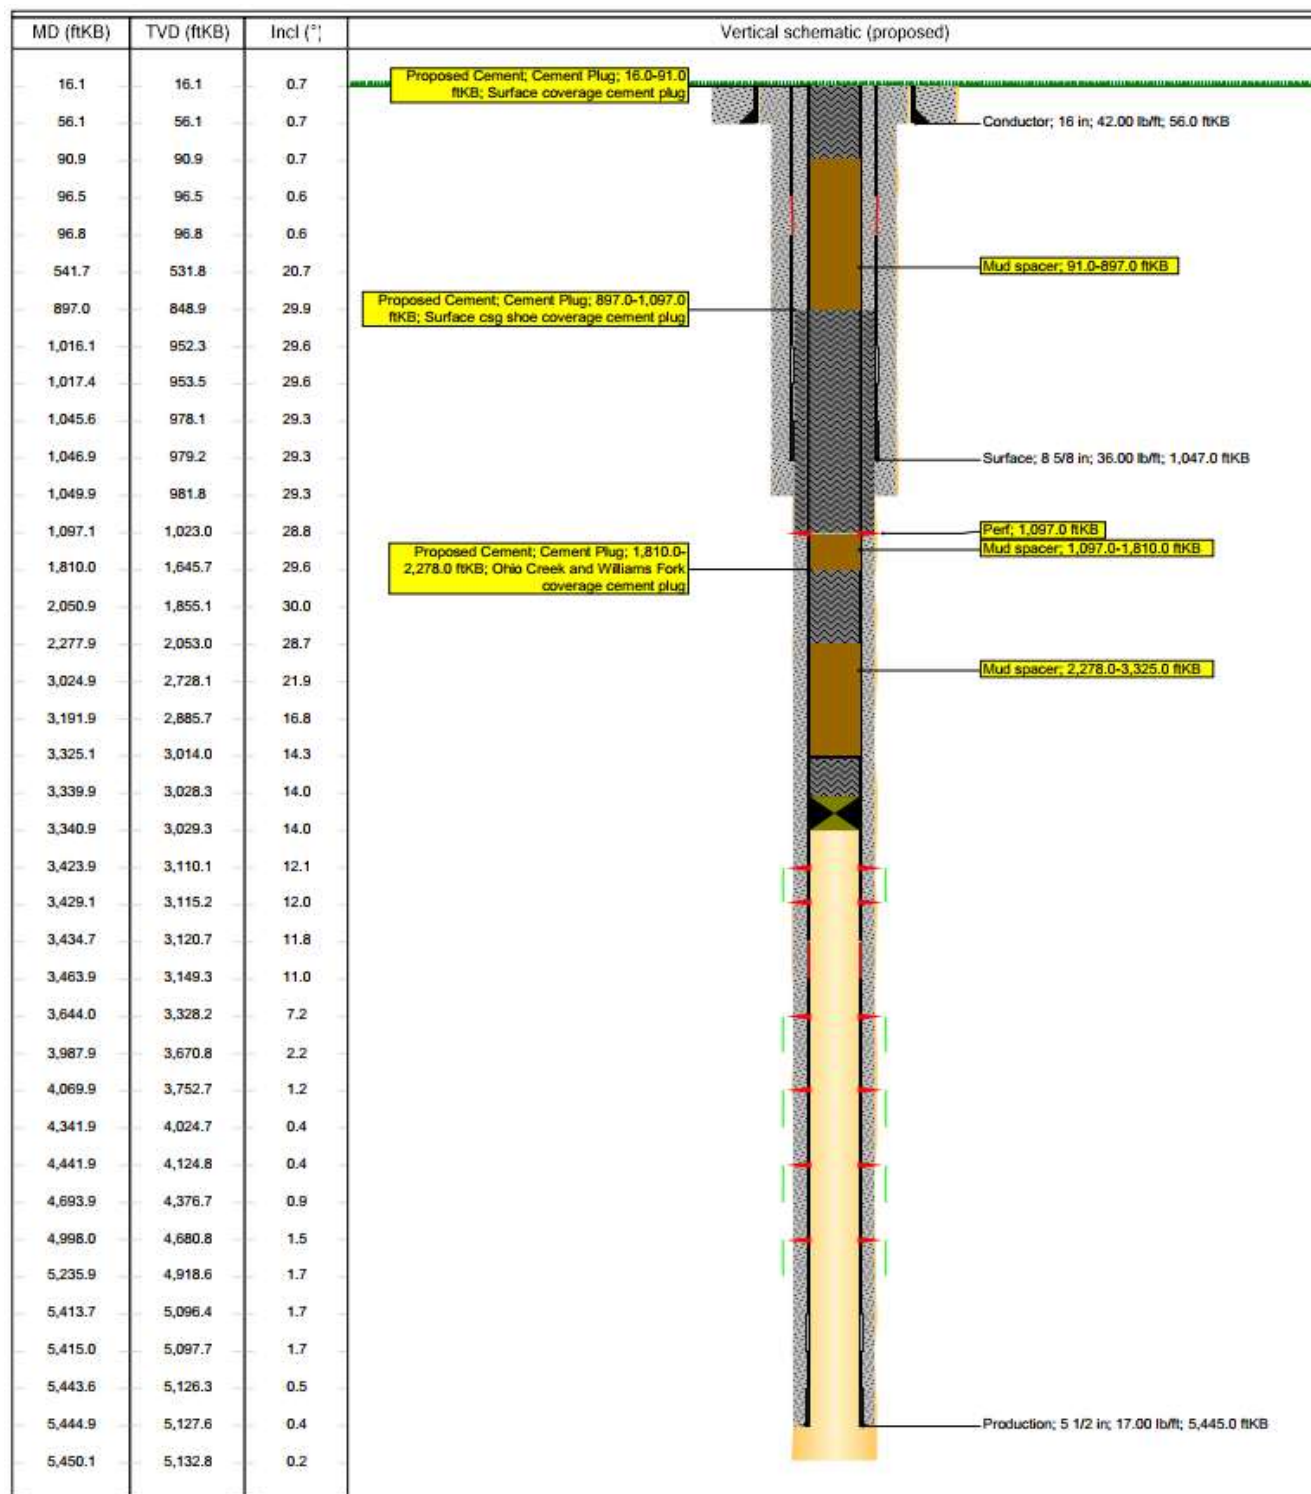 MD (ftKB) TVD (ftKB) Incl (°) Vertical schematic (proposed)
16.1 16.1 0.7
Proposed Cement; Cement Plug; 16.0-91.0
ftKB; Surface coverage cement plug
56.1 56.1 0.7 Conductor; 16 in; 42.00 lb/ft; 56.0 ftKB
90.9 90.9 0.7
96.5 96.5 0.6
96.8 96.8 0.6
541.7 531.8 20.7 Mud spacer; 91.0-897.0 ftKB
897.0 848.9 29.9
Proposed Cement; Cement Plug; 897.0-1,097.0
ftKB; Surface csg shoe coverage cement plug
1,016.1 952.3 29.6
1,017.4 953.5 29.6
1,045.6 978.1 29.3
1,046.9 979.2 29.3 Surface; 8 5/8 in; 36.00 lb/ft; 1,047.0 ftKB
1,049.9 981.8 29.3
1,097.1 1,023.0 28.8 Perf; 1,097.0 ftKB
Mud spacer; 1,097.0-1,810.0 ftKB
Proposed Cement; Cement Plug; 1,810.0-
2,278.0 ftKB; Ohio Creek and Williams Fork
coverage cement plug
1,810.0 1,645.7 29.6
2,050.9 1,855.1 30.0
2,277.9 2,053.0 28.7
3,024.9 2,728.1 21.9 Mud spacer; 2,278.0-3,325.0 ftKB
3,191.9 2,885.7 16.8
3,325.1 3,014.0 14.3
3,339.9 3,028.3 14.0
3,340.9 3,029.3 14.0
3,423.9 3,110.1 12.1
3,429.1 3,115.2 12.0
3,434.7 3,120.7 11.8
3,463.9 3,149.3 11.0
3,644.0 3,328.2 7.2
3,987.9 3,670.8 2.2
4,069.9 3,752.7 1.2
4,341.9 4,024.7 0.4
4,441.9 4,124.8 0.4
4,693.9 4,376.7 0.9
4,998.0 4,680.8 1.5
5,235.9 4,918.6 1.7
5,413.7 5,096.4 1.7
5,415.0 5,097.7 1.7
5,443.6 5,126.3 0.5
5,444.9 5,127.6 0.4 Production; 5 1/2 in; 17.00 lb/ft; 5,445.0 ftKB
5,450.1 5,132.8 0.2